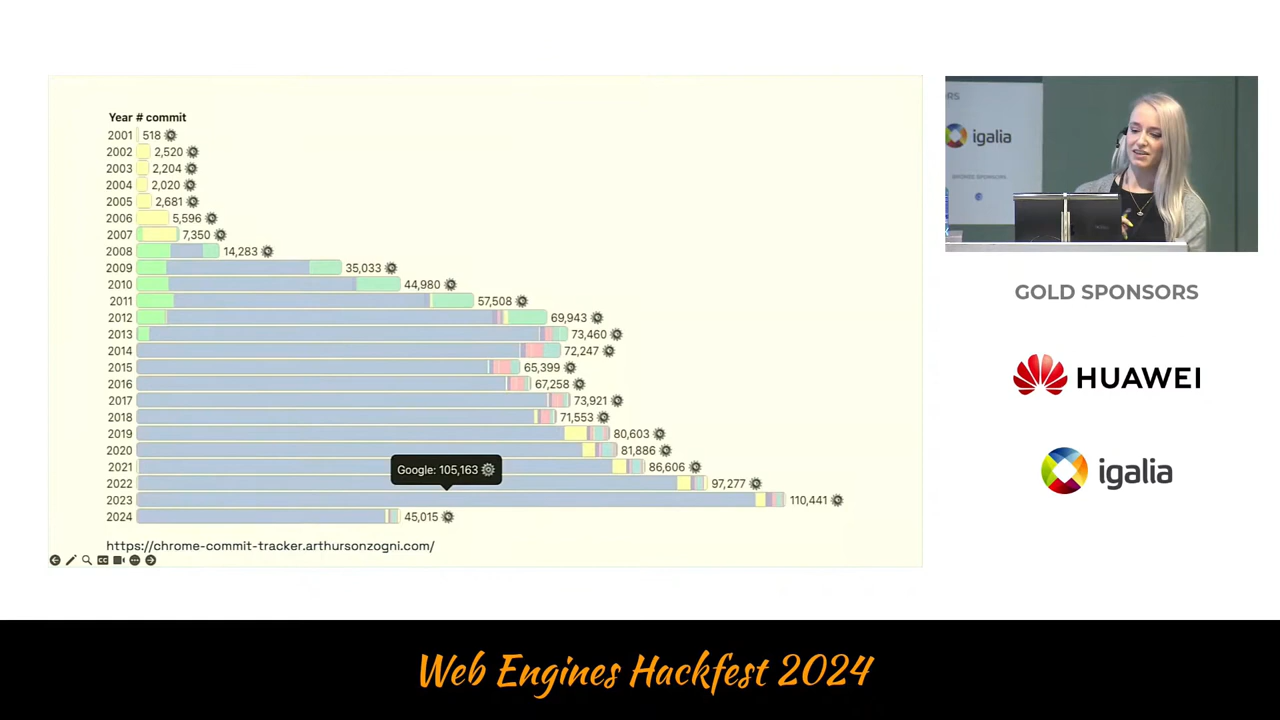 Year # commit
2001 518
2002 2,520
2003 2,204
2004 2,020
2005 2,681
2006 5,596
2007 7,350
2008 14,283
2009 35,033
2010 44,980
2011 57,508
2012 69,943
2013 73,460
2014 72,247
2015 65,399
2016 67,258
2017 73,921
2018 71,553
2019 80,603
2020 81,886
2021 86,606
Google: 105,163
2022 97,277
2023 110,441
2024 45,015
https://chrome-commit-tracker.arthursonzogni.com/
CC
ORS
igalia
GOLD SPONSORS
HUAWEI
igalia
Web Engines Hackfest 2024